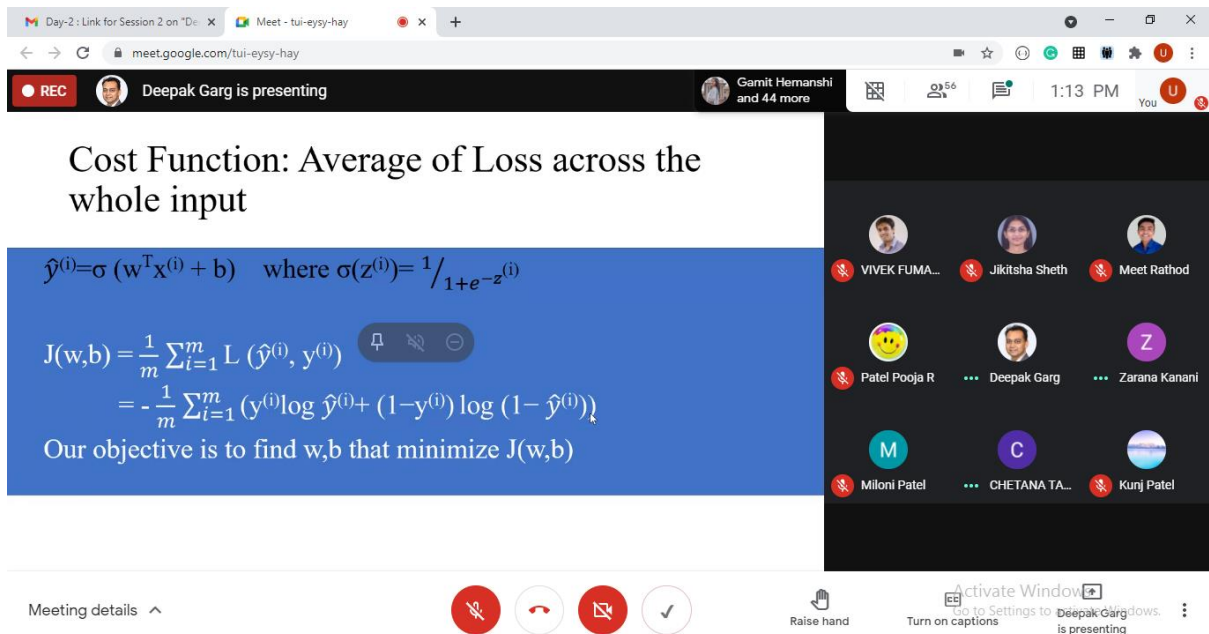 Day-2 : Link for Session 2 on "De
Meet - tui-eysy-hay
meet.google.com/tui-eysy-hay
U
REC
Deepak Garg is presenting
Gamit Hemanshi
and 44 more
56
1:13 PM
You
U
Cost Function: Average of Loss across the
whole input
ŷ⁽ⁱ⁾=σ (wᵀx⁽ⁱ⁾ + b) where σ(z⁽ⁱ⁾)= 1/1+e^−z⁽ⁱ⁾
J(w,b) = 1/m ∑ᵢ₌₁ᵐ L (ŷ⁽ⁱ⁾, y⁽ⁱ⁾)
= - 1/m ∑ᵢ₌₁ᵐ (y⁽ⁱ⁾log ŷ⁽ⁱ⁾+ (1−y⁽ⁱ⁾) log (1− ŷ⁽ⁱ⁾))
Our objective is to find w,b that minimize J(w,b)
VIVEK FUMA...
Jikitsha Sheth
Meet Rathod
Z
Patel Pooja R
Deepak Garg
Zarana Kanani
M
C
Miloni Patel
CHETANA TA...
Kunj Patel
Meeting details
Raise hand
CC
Turn on captions
Deepak Garg
is presenting
Activate Windows
Go to Settings to activate Windows.